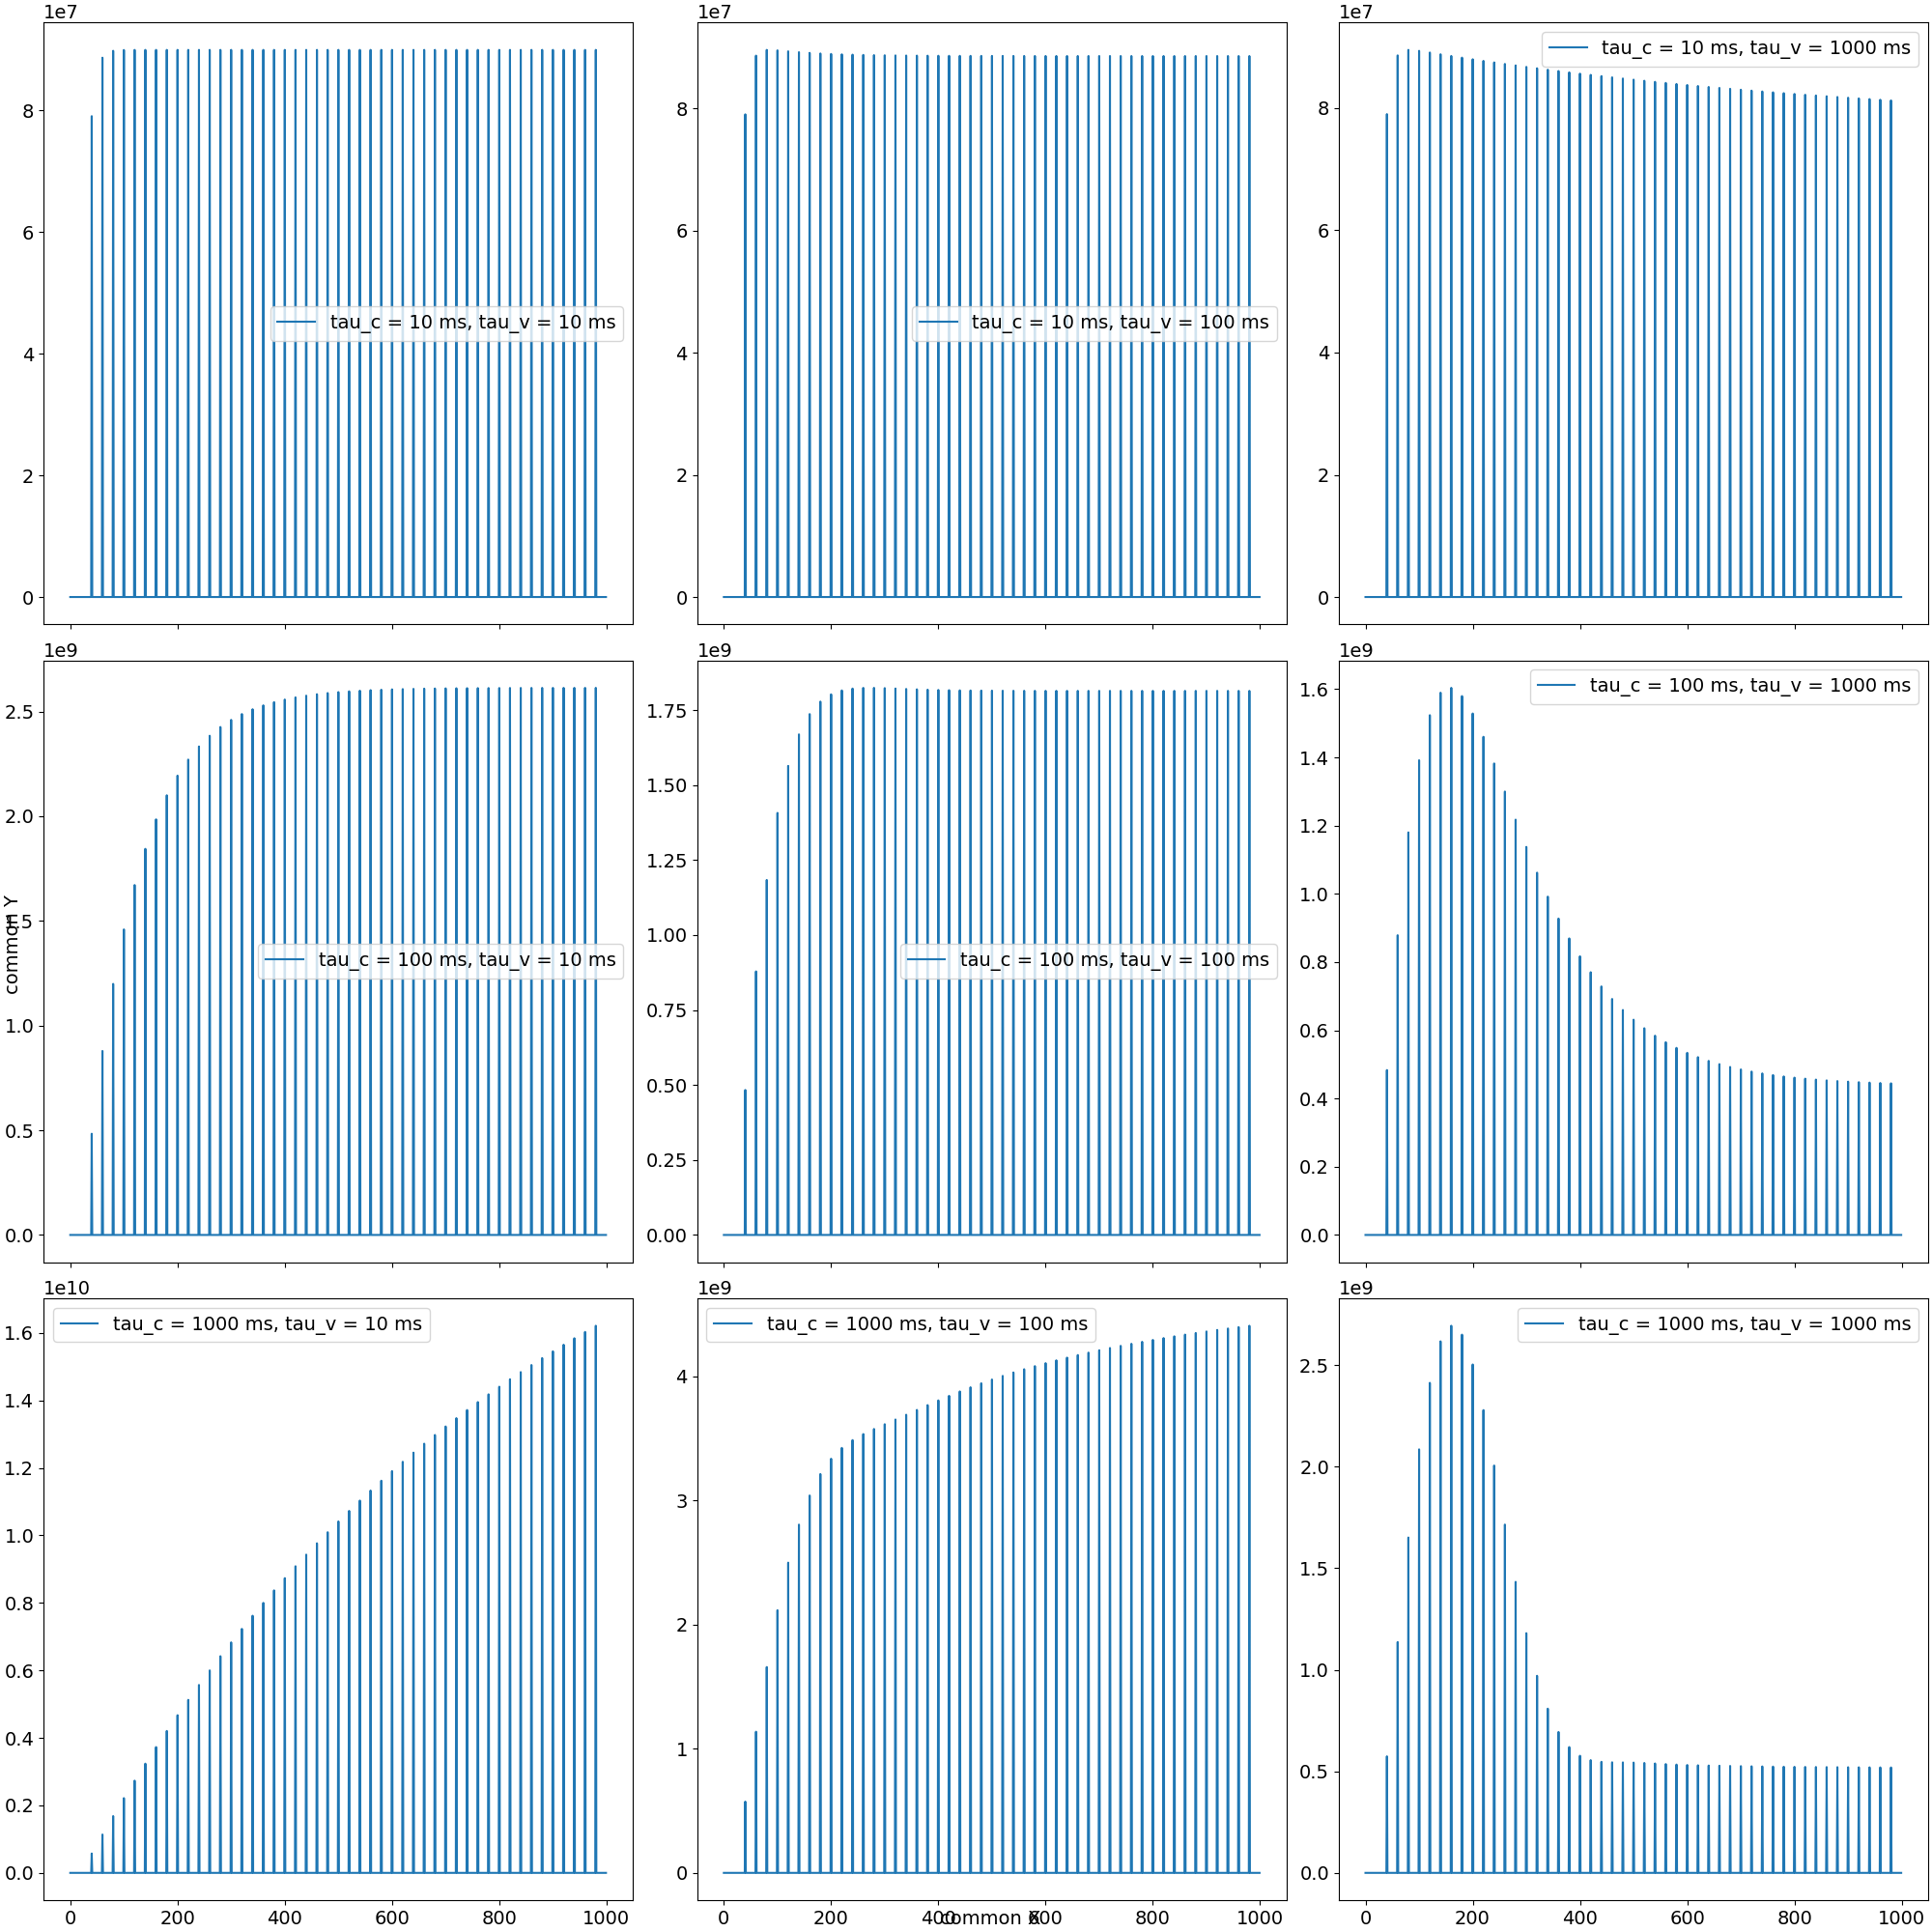 1e7
8
6
4
2
0
tau_c = 10 ms, tau_v = 10 ms
1e7
8
6
4
2
0
tau_c = 10 ms, tau_v = 100 ms
1e7
8
6
4
2
0
tau_c = 10 ms, tau_v = 1000 ms
common Y
1e9
2.5
2.0
1.5
1.0
0.5
0.0
tau_c = 100 ms, tau_v = 10 ms
1e9
1.75
1.50
1.25
1.00
0.75
0.50
0.25
0.00
tau_c = 100 ms, tau_v = 100 ms
1e9
1.6
1.4
1.2
1.0
0.8
0.6
0.4
0.2
0.0
tau_c = 100 ms, tau_v = 1000 ms
1e10
1.6
1.4
1.2
1.0
0.8
0.6
0.4
0.2
0.0
tau_c = 1000 ms, tau_v = 10 ms
0 200 400 600 800 1000
1e9
4
3
2
1
0
tau_c = 1000 ms, tau_v = 100 ms
0 200 400 600 800 1000
common X
1e9
2.5
2.0
1.5
1.0
0.5
0.0
tau_c = 1000 ms, tau_v = 1000 ms
0 200 400 600 800 1000